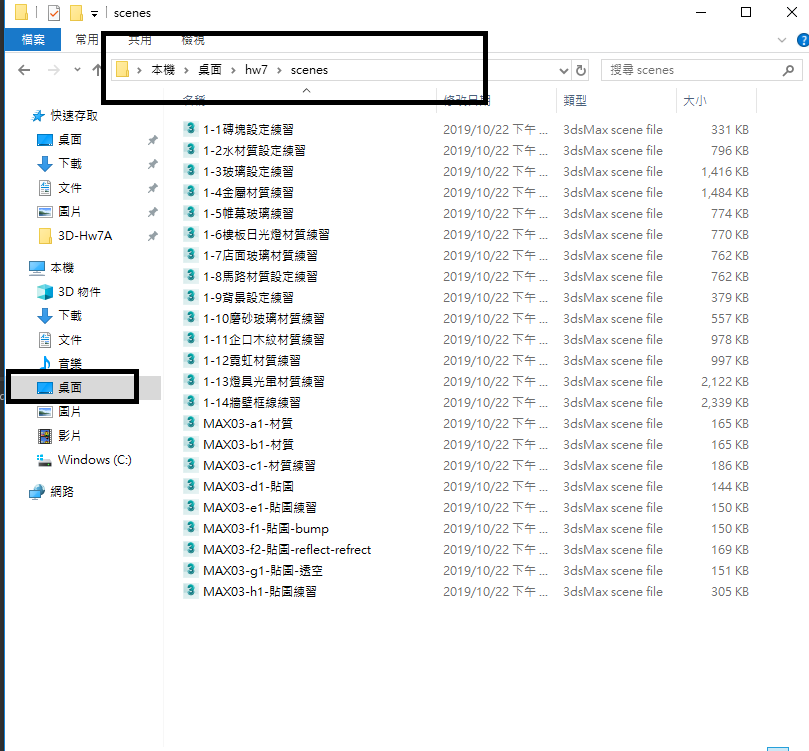 scenes
檔案 常用 共用 檢視
本機 › 桌面 › hw7 › scenes
搜尋 scenes
名稱 修改日期 類型 大小
快速存取
桌面
下載
文件
圖片
3D-Hw7A
本機
3D 物件
下載
文件
音樂
桌面
圖片
影片
Windows (C:)
網路
1-1磚塊設定練習 2019/10/22 下午 ... 3dsMax scene file 331 KB
1-2水材質設定練習 2019/10/22 下午 ... 3dsMax scene file 796 KB
1-3玻璃設定練習 2019/10/22 下午 ... 3dsMax scene file 1,416 KB
1-4金屬材質練習 2019/10/22 下午 ... 3dsMax scene file 1,484 KB
1-5帷幕玻璃練習 2019/10/22 下午 ... 3dsMax scene file 774 KB
1-6樓板日光燈材質練習 2019/10/22 下午 ... 3dsMax scene file 770 KB
1-7店面玻璃材質練習 2019/10/22 下午 ... 3dsMax scene file 762 KB
1-8馬路材質設定練習 2019/10/22 下午 ... 3dsMax scene file 762 KB
1-9背景設定練習 2019/10/22 下午 ... 3dsMax scene file 379 KB
1-10磨砂玻璃材質練習 2019/10/22 下午 ... 3dsMax scene file 557 KB
1-11企口木紋材質練習 2019/10/22 下午 ... 3dsMax scene file 978 KB
1-12霓虹材質練習 2019/10/22 下午 ... 3dsMax scene file 997 KB
1-13燈具光暈材質練習 2019/10/22 下午 ... 3dsMax scene file 2,122 KB
1-14牆壁框線練習 2019/10/22 下午 ... 3dsMax scene file 2,339 KB
MAX03-a1-材質 2019/10/22 下午 ... 3dsMax scene file 165 KB
MAX03-b1-材質 2019/10/22 下午 ... 3dsMax scene file 165 KB
MAX03-c1-材質練習 2019/10/22 下午 ... 3dsMax scene file 186 KB
MAX03-d1-貼圖 2019/10/22 下午 ... 3dsMax scene file 144 KB
MAX03-e1-貼圖練習 2019/10/22 下午 ... 3dsMax scene file 150 KB
MAX03-f1-貼圖-bump 2019/10/22 下午 ... 3dsMax scene file 150 KB
MAX03-f2-貼圖-reflect-refrect 2019/10/22 下午 ... 3dsMax scene file 169 KB
MAX03-g1-貼圖-透空 2019/10/22 下午 ... 3dsMax scene file 151 KB
MAX03-h1-貼圖練習 2019/10/22 下午 ... 3dsMax scene file 305 KB